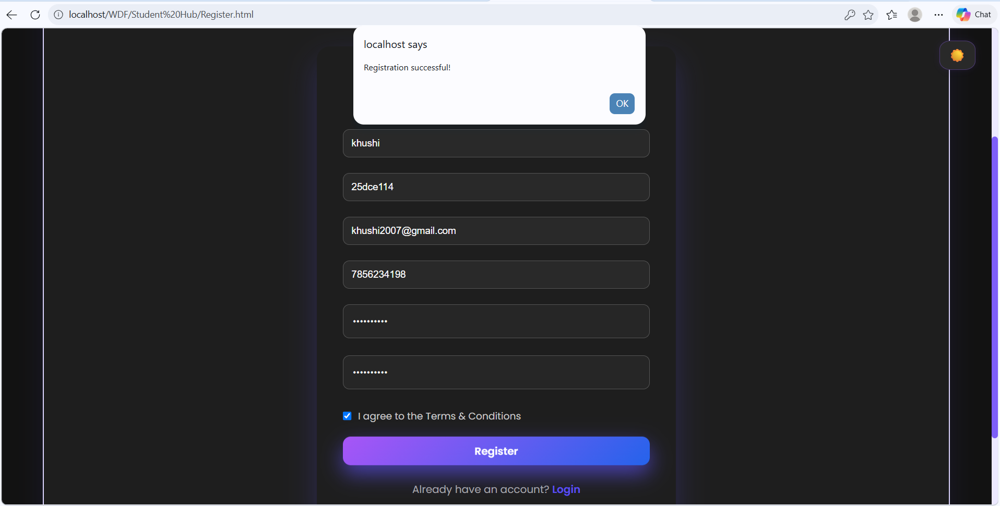 localhost/WDF/Student%20Hub/Register.html
Chat
localhost says
Registration successful!
OK
khushi
25dce114
khushi2007@gmail.com
7856234198
••••••••••
••••••••••
I agree to the Terms & Conditions
Register
Already have an account? Login